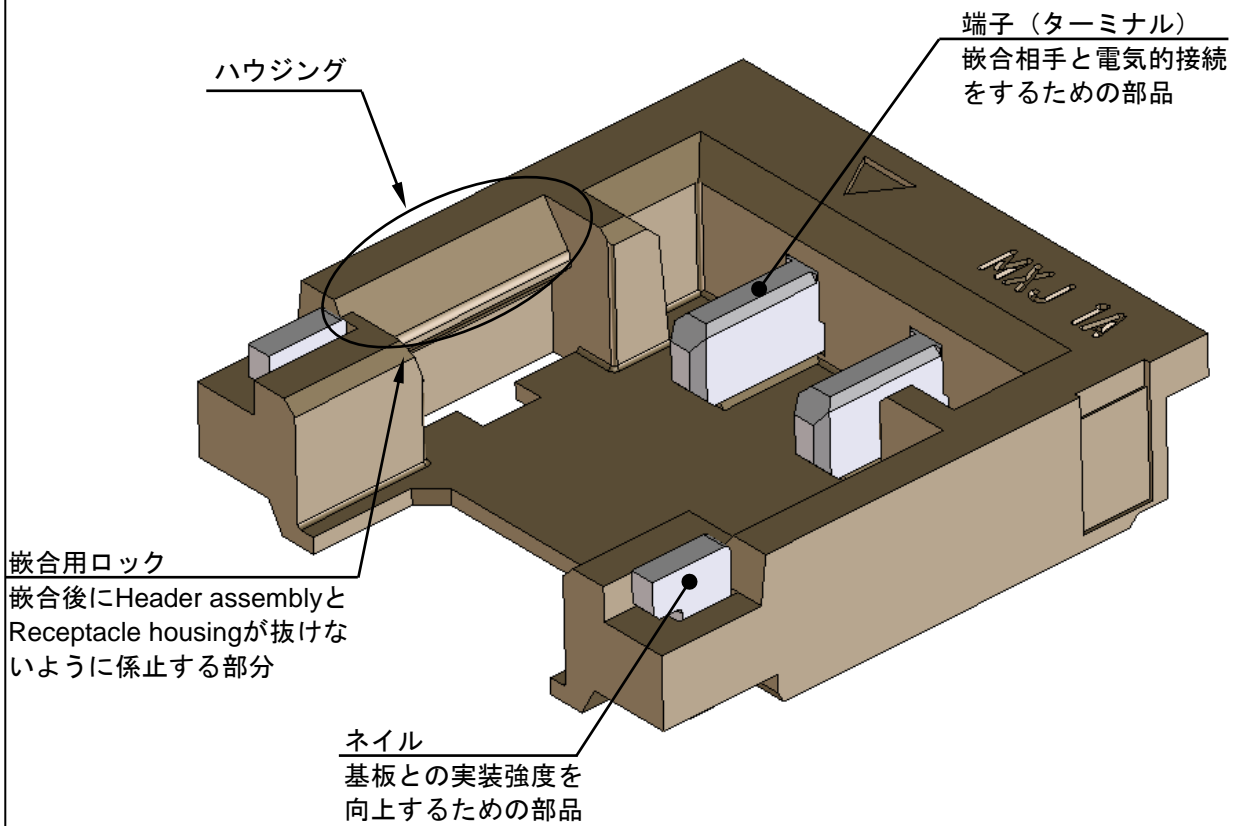 端子（ターミナル）
嵌合相手と電気的接続
をするための部品
ハウジング
MXJ 1A
嵌合用ロック
嵌合後にHeader assemblyと
Receptacle housingが抜けな
いように係止する部分
ネイル
基板との実装強度を
向上するための部品